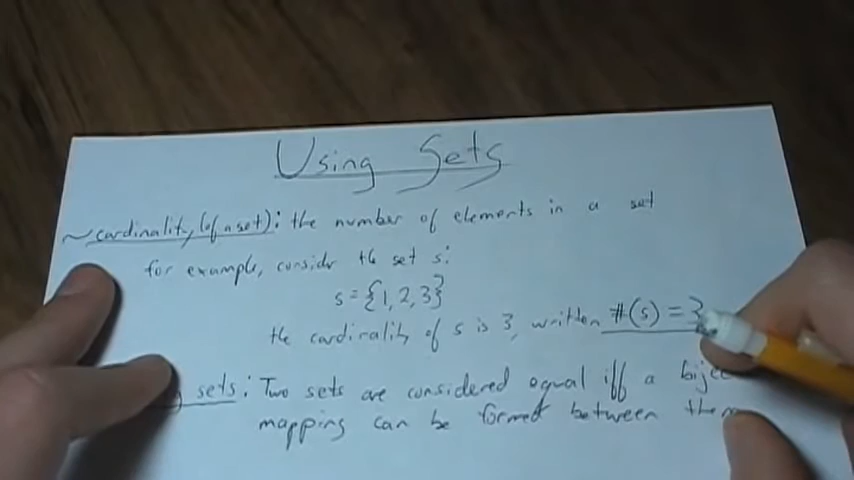 Using Sets
~cardinality (of a set): the number of elements in a set
for example, consider the set s:
s = {1, 2, 3}
the cardinality of s is 3, written #(s) = 3
sets: Two sets are considered equal iff a
mapping can be formed between